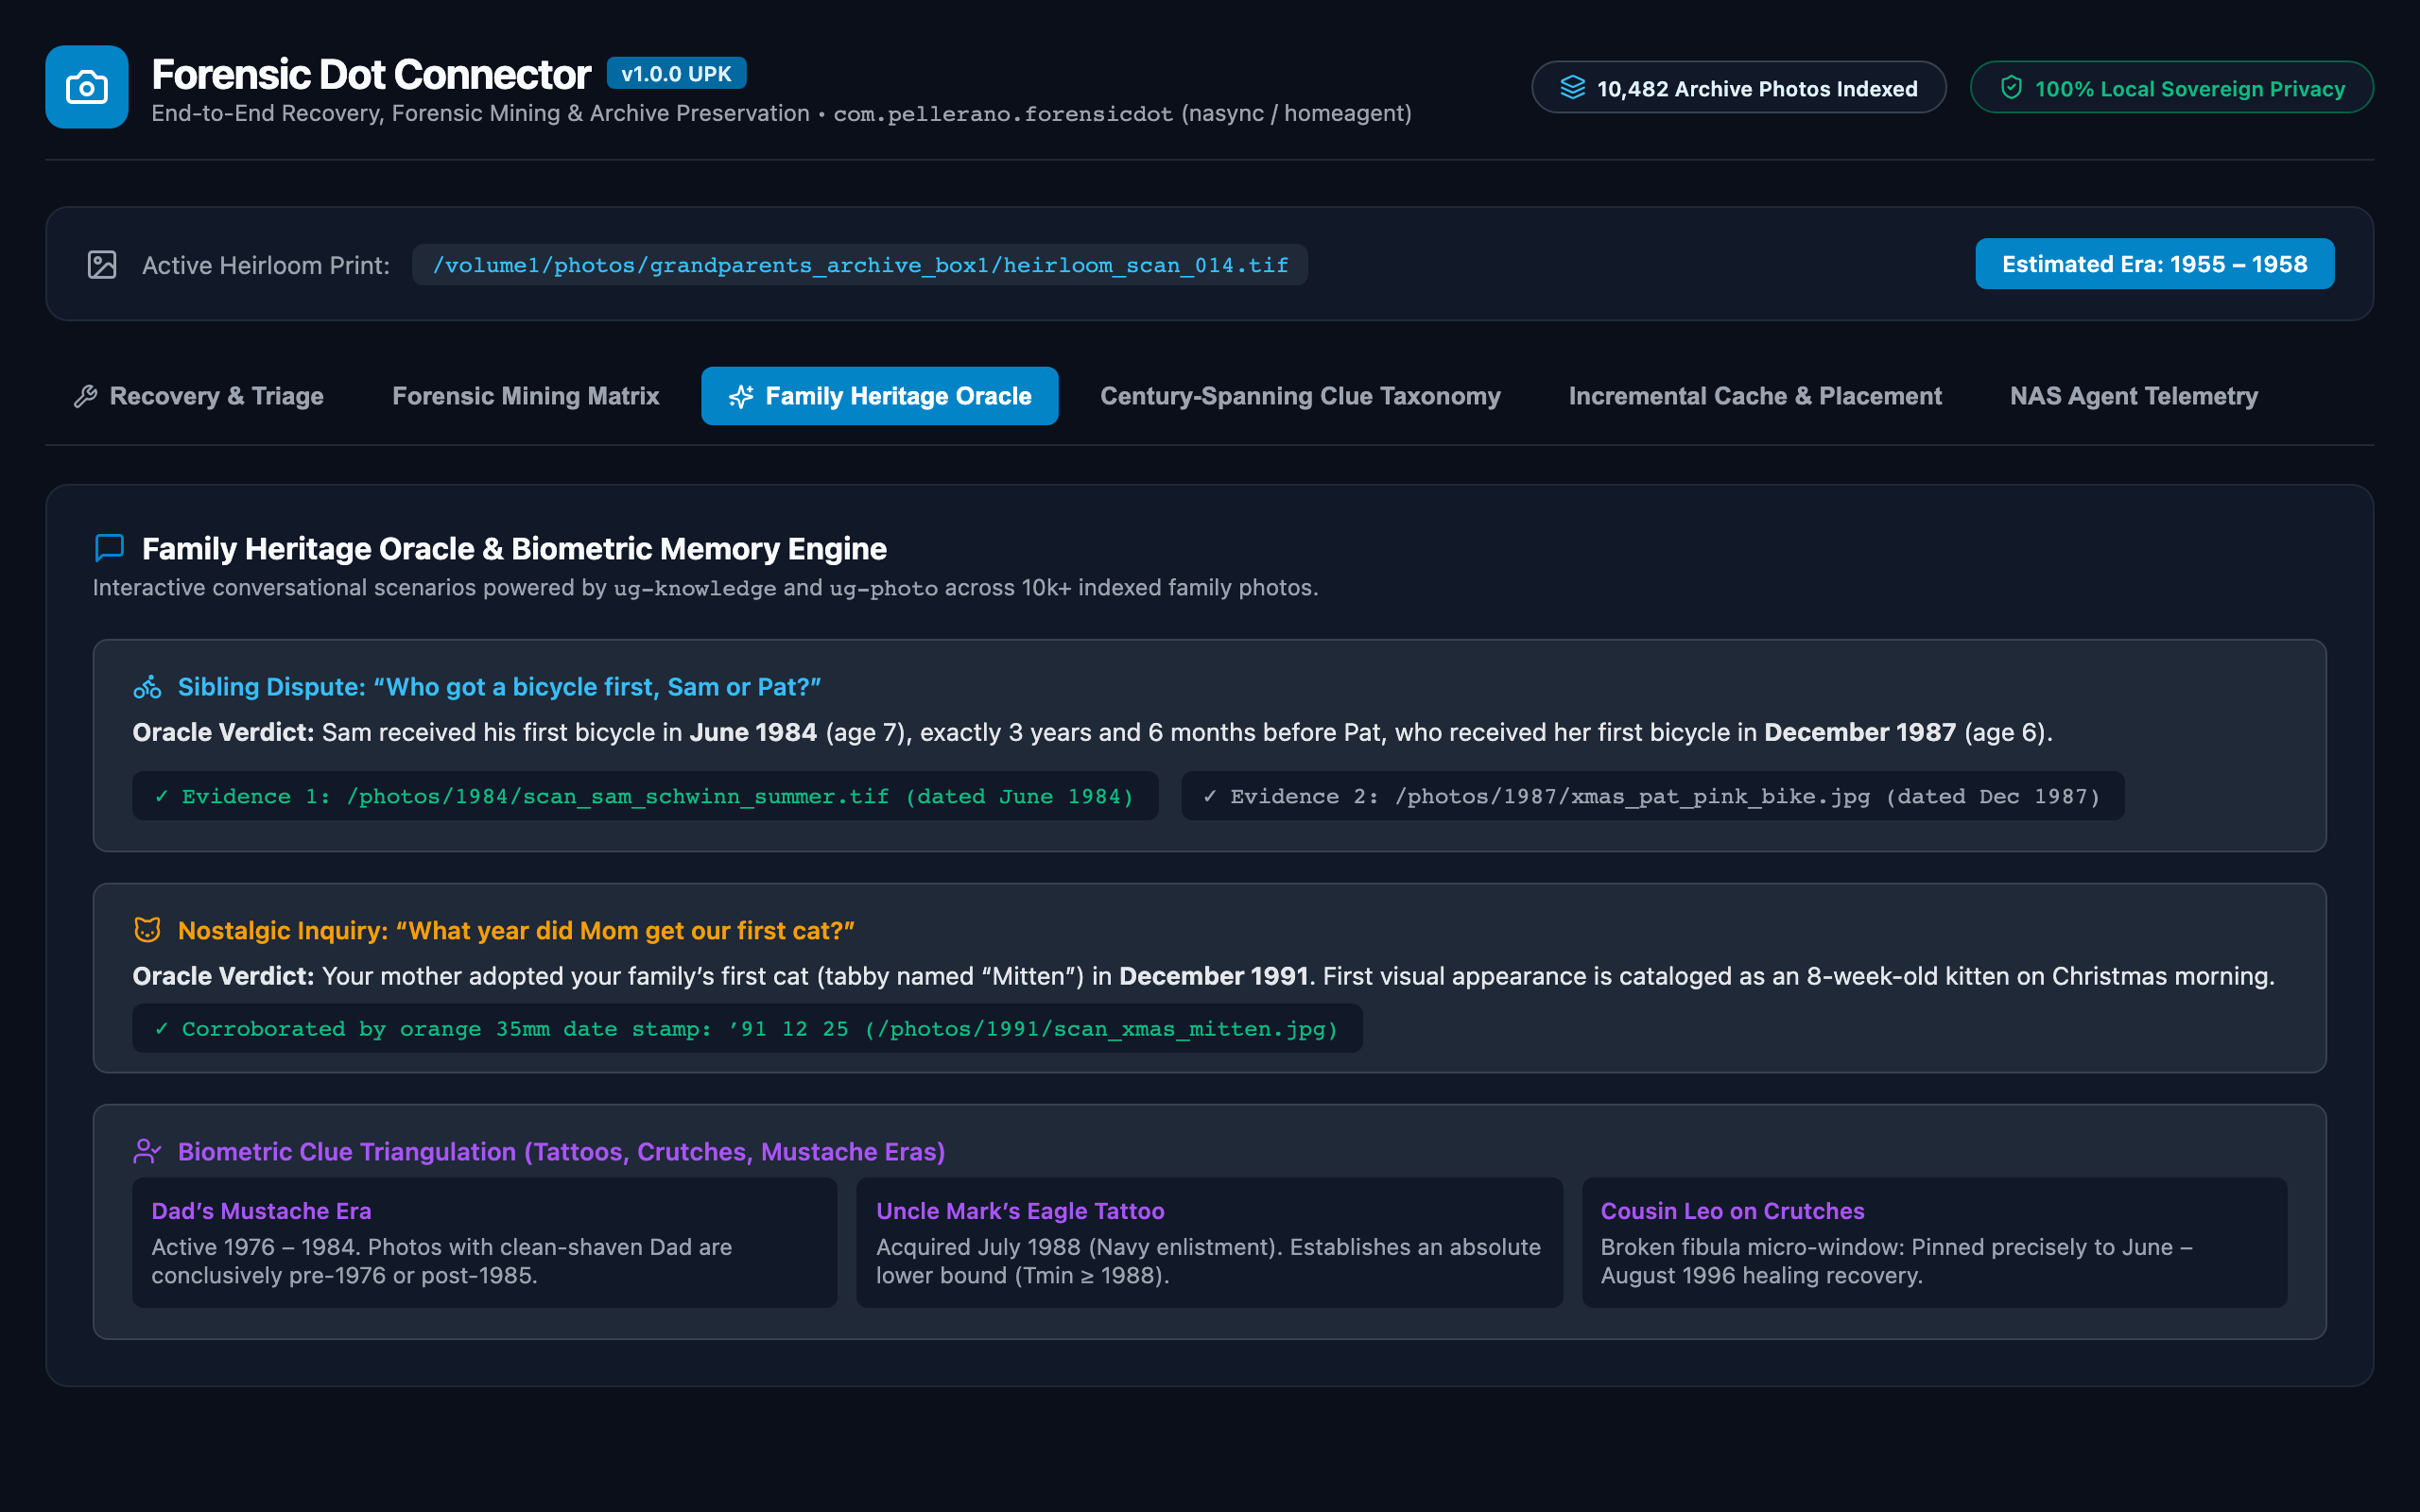 Forensic Dot Connector v1.0.0 UPK
End-to-End Recovery, Forensic Mining & Archive Preservation • com.pellerano.forensicdot (nasync / homeagent)
10,482 Archive Photos Indexed
100% Local Sovereign Privacy
Active Heirloom Print: /volume1/photos/grandparents_archive_box1/heirloom_scan_014.tif
Estimated Era: 1955 – 1958
Recovery & Triage
Forensic Mining Matrix
Family Heritage Oracle
Century-Spanning Clue Taxonomy
Incremental Cache & Placement
NAS Agent Telemetry
Family Heritage Oracle & Biometric Memory Engine
Interactive conversational scenarios powered by ug-knowledge and ug-photo across 10k+ indexed family photos.
Sibling Dispute: “Who got a bicycle first, Sam or Pat?”
Oracle Verdict: Sam received his first bicycle in June 1984 (age 7), exactly 3 years and 6 months before Pat, who received her first bicycle in December 1987 (age 6).
✓ Evidence 1: /photos/1984/scan_sam_schwinn_summer.tif (dated June 1984)
✓ Evidence 2: /photos/1987/xmas_pat_pink_bike.jpg (dated Dec 1987)
Nostalgic Inquiry: “What year did Mom get our first cat?”
Oracle Verdict: Your mother adopted your family’s first cat (tabby named “Mitten”) in December 1991. First visual appearance is cataloged as an 8-week-old kitten on Christmas morning.
✓ Corroborated by orange 35mm date stamp: ’91 12 25 (/photos/1991/scan_xmas_mitten.jpg)
Biometric Clue Triangulation (Tattoos, Crutches, Mustache Eras)
Dad’s Mustache Era
Active 1976 – 1984. Photos with clean-shaven Dad are
conclusively pre-1976 or post-1985.
Uncle Mark’s Eagle Tattoo
Acquired July 1988 (Navy enlistment). Establishes an absolute
lower bound (Tmin ≥ 1988).
Cousin Leo on Crutches
Broken fibula micro-window: Pinned precisely to June –
August 1996 healing recovery.